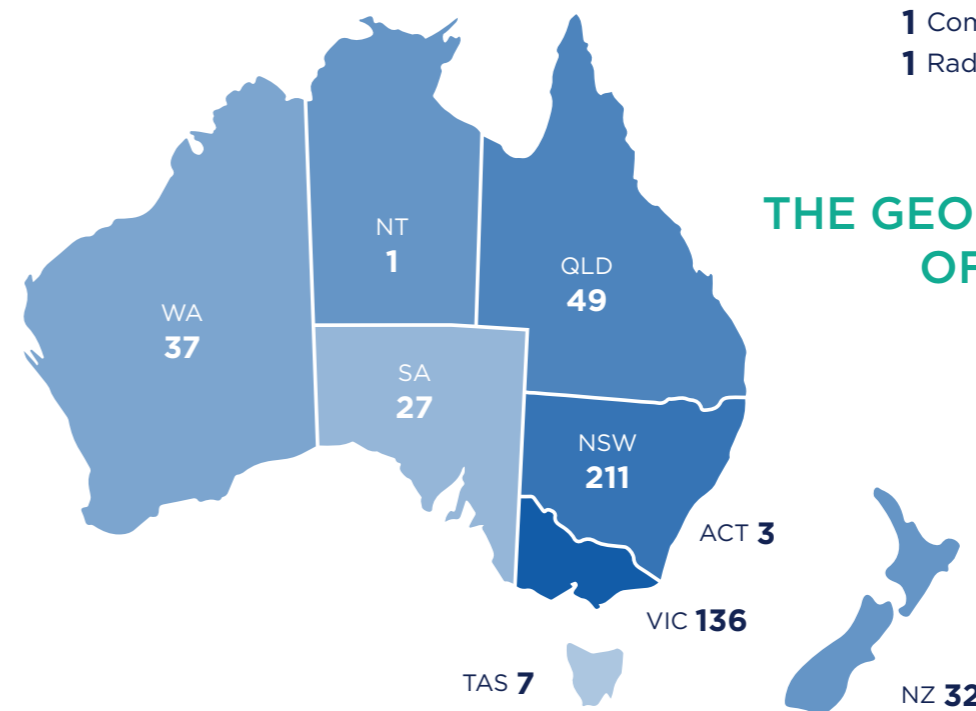 1 Com
1 Rad
THE GEO
OF
NT
1
QLD
49
WA
37
SA
27
NSW
211
ACT 3
VIC 136
TAS 7
NZ 32